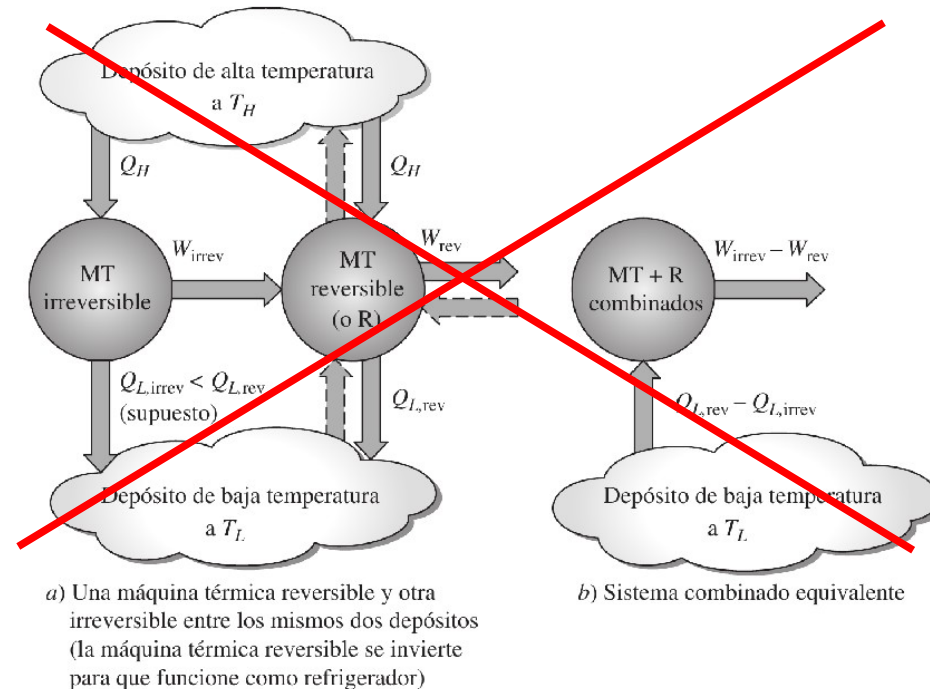 Depósito de alta temperatura
a T_H
Q_H
Q_H
W_irrev
W_rev
W_irrev – W_rev
MT
irreversible
MT
reversible
(o R)
MT + R
combinados
Q_L,irrev < Q_L,rev
(supuesto)
Q_L,rev
Q_L,rev – Q_L,irrev
Depósito de baja temperatura
a T_L
Depósito de baja temperatura
a T_L
a) Una máquina térmica reversible y otra
irreversible entre los mismos dos depósitos
(la máquina térmica reversible se invierte
para que funcione como refrigerador)
b) Sistema combinado equivalente